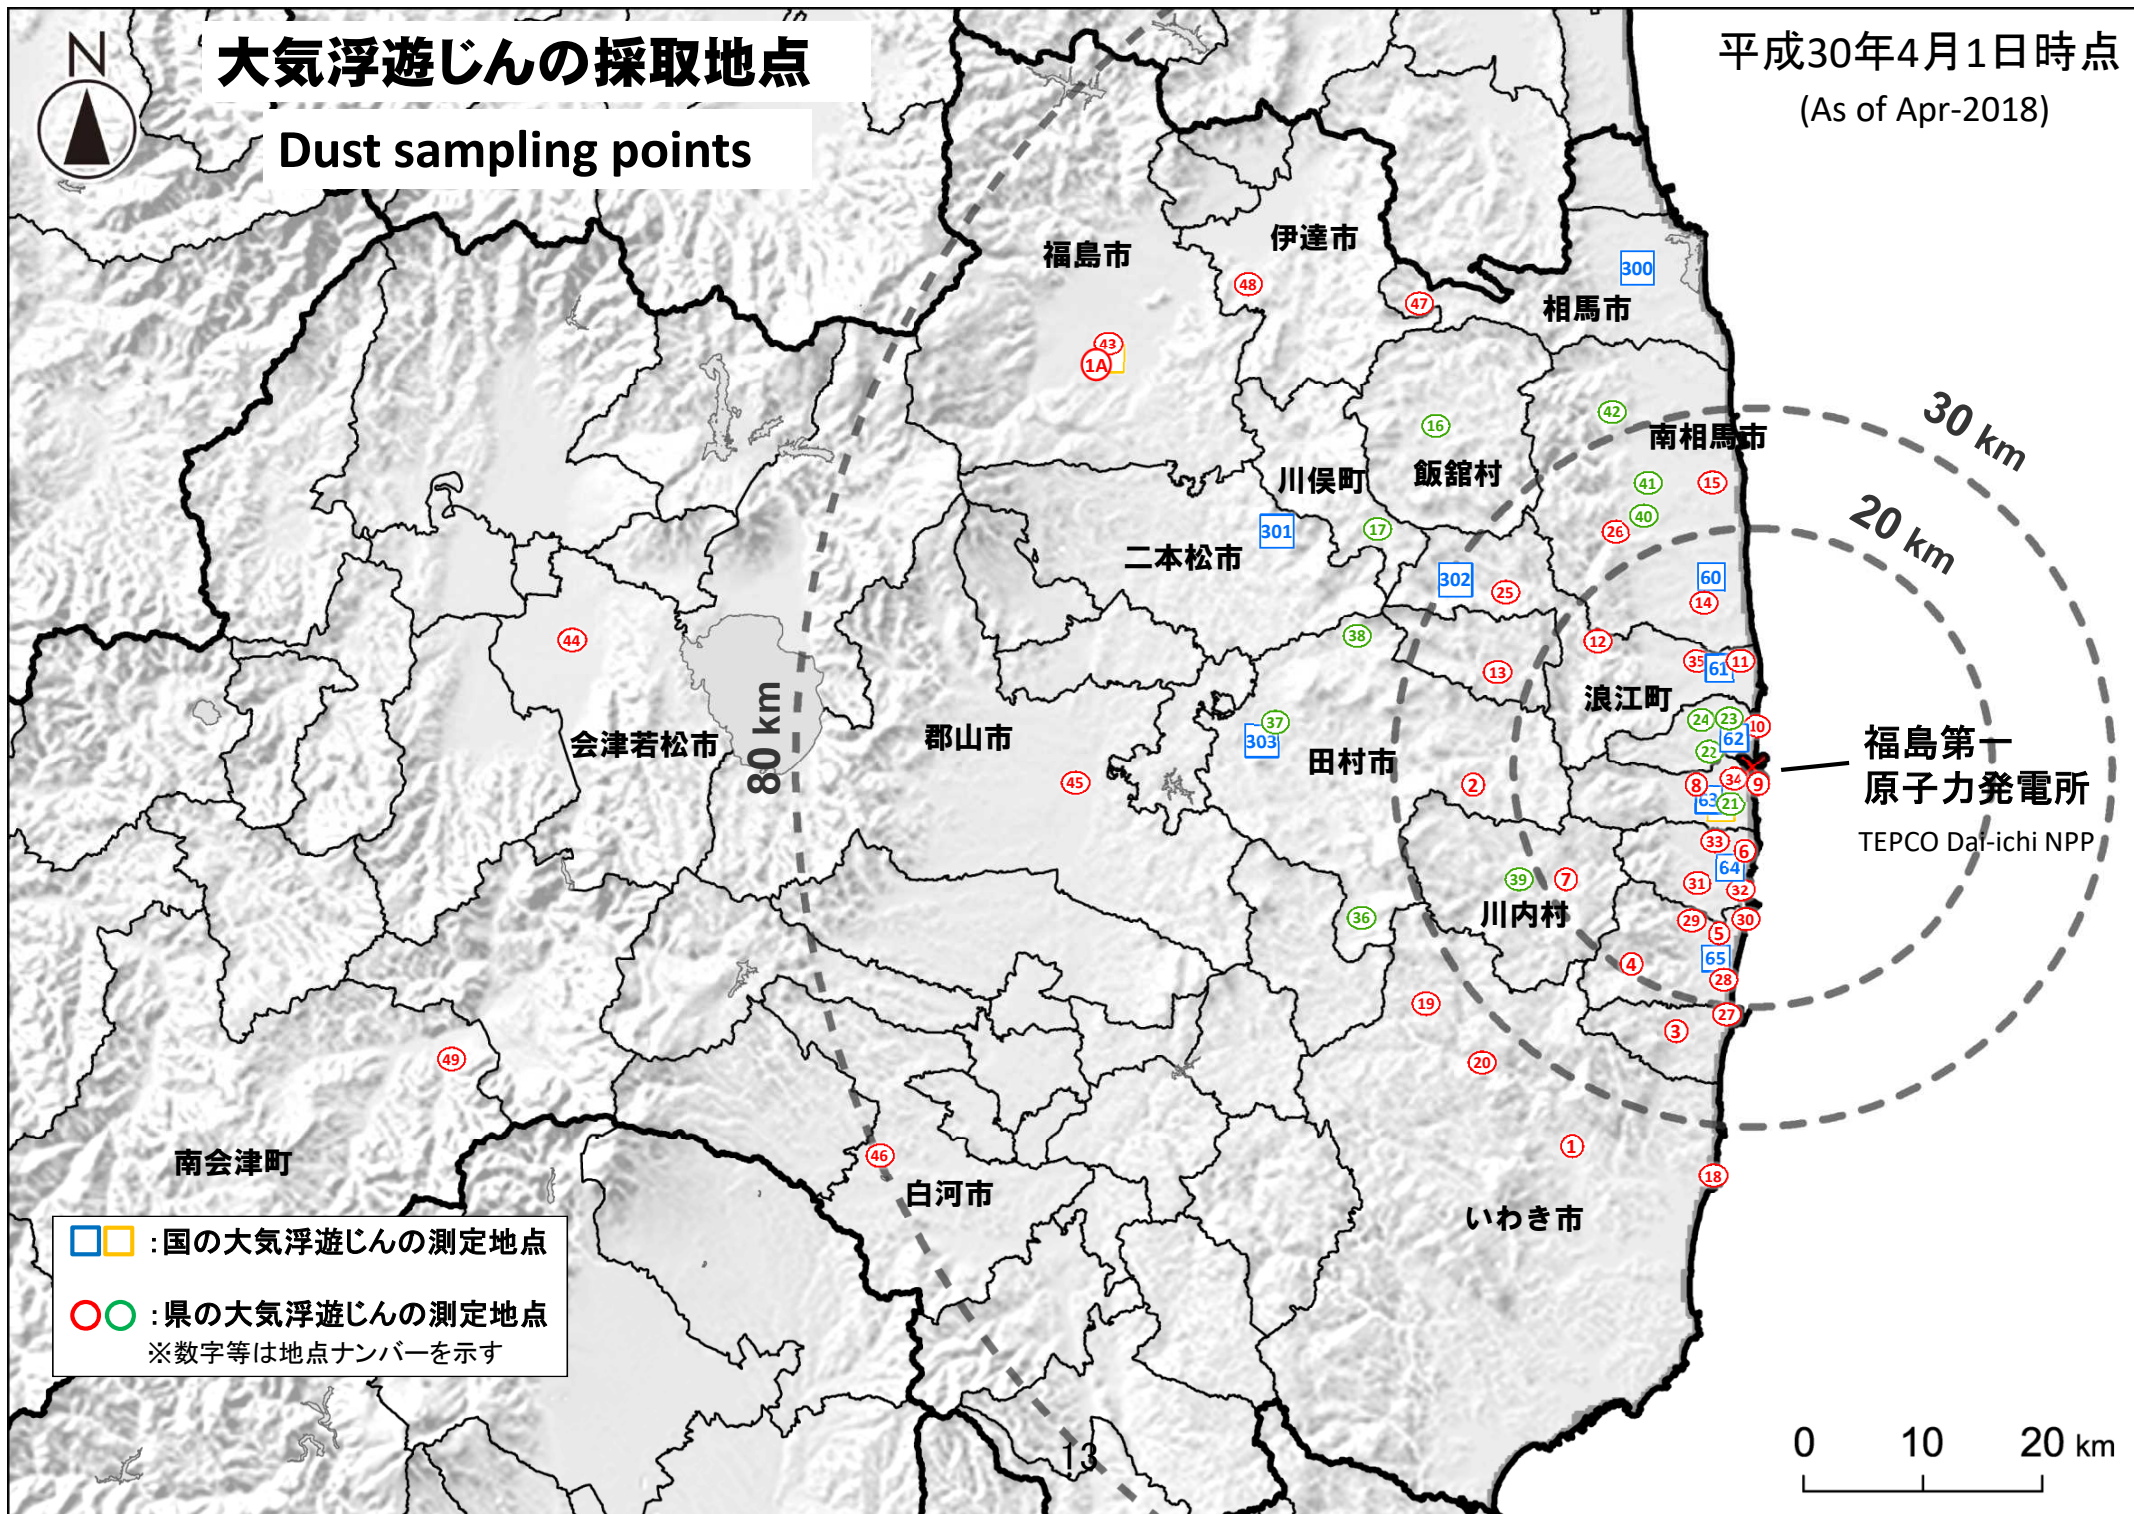 N
大気浮遊じんの採取地点
Dust sampling points
平成30年4月1日時点
(As of Apr-2018)
福島市
伊達市
300
相馬市
48
47
43
1A
30 km
42
16
南相馬市
川俣町
飯舘村
41
15
20 km
40
26
301
17
二本松市
302
25
60
14
44
38
12
13
35
61
11
浪江町
80 km
24
23
10
37
303
62
22
会津若松市
郡山市
田村市
福島第一
原子力発電所
TEPCO Dai-ichi NPP
45
2
8
34
9
63
21
33
6
64
39
7
31
32
川内村
36
29
30
5
65
4
28
19
27
3
49
20
46
1
18
南会津町
白河市
いわき市
:国の大気浮遊じんの測定地点
:県の大気浮遊じんの測定地点
※数字等は地点ナンバーを示す
13
0 10 20 km